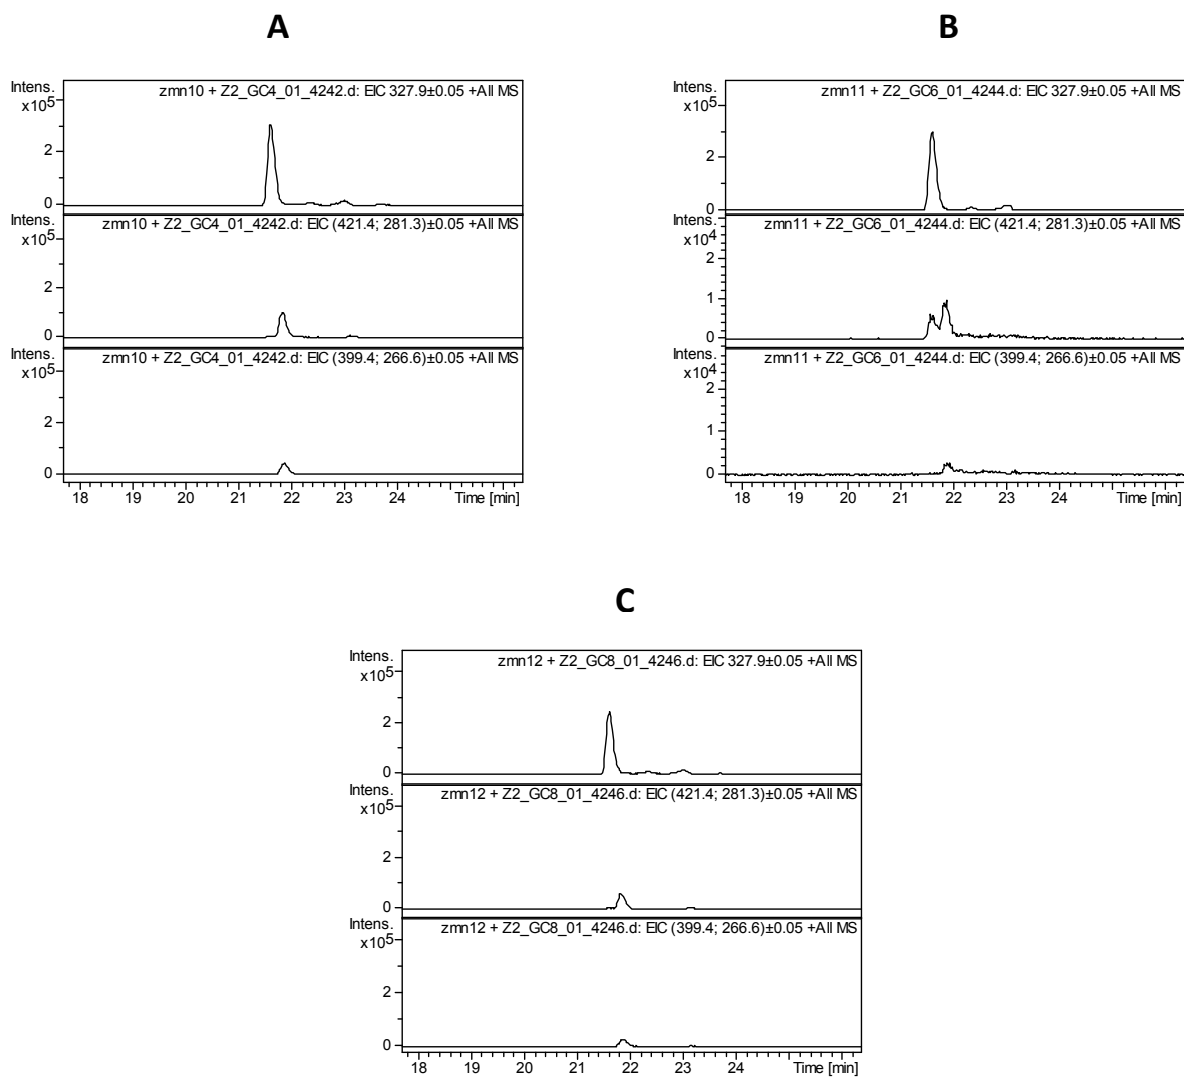 A
Intens.
x10⁵
zmn10 + Z2_GC4_01_4242.d: EIC 327.9±0.05 +All MS
2
0
Intens.
x10⁵
zmn10 + Z2_GC4_01_4242.d: EIC (421.4; 281.3)±0.05 +All MS
2
0
Intens.
x10⁵
zmn10 + Z2_GC4_01_4242.d: EIC (399.4; 266.6)±0.05 +All MS
2
0
18 19 20 21 22 23 24 Time [min]
B
Intens.
x10⁵
zmn11 + Z2_GC6_01_4244.d: EIC 327.9±0.05 +All MS
2
0
Intens.
x10⁴
zmn11 + Z2_GC6_01_4244.d: EIC (421.4; 281.3)±0.05 +All MS
2
1
0
Intens.
x10⁴
zmn11 + Z2_GC6_01_4244.d: EIC (399.4; 266.6)±0.05 +All MS
2
1
0
18 19 20 21 22 23 24 Time [min]
C
Intens.
x10⁵
zmn12 + Z2_GC8_01_4246.d: EIC 327.9±0.05 +All MS
2
0
Intens.
x10⁵
zmn12 + Z2_GC8_01_4246.d: EIC (421.4; 281.3)±0.05 +All MS
2
0
Intens.
x10⁵
zmn12 + Z2_GC8_01_4246.d: EIC (399.4; 266.6)±0.05 +All MS
2
0
18 19 20 21 22 23 24 Time [min]